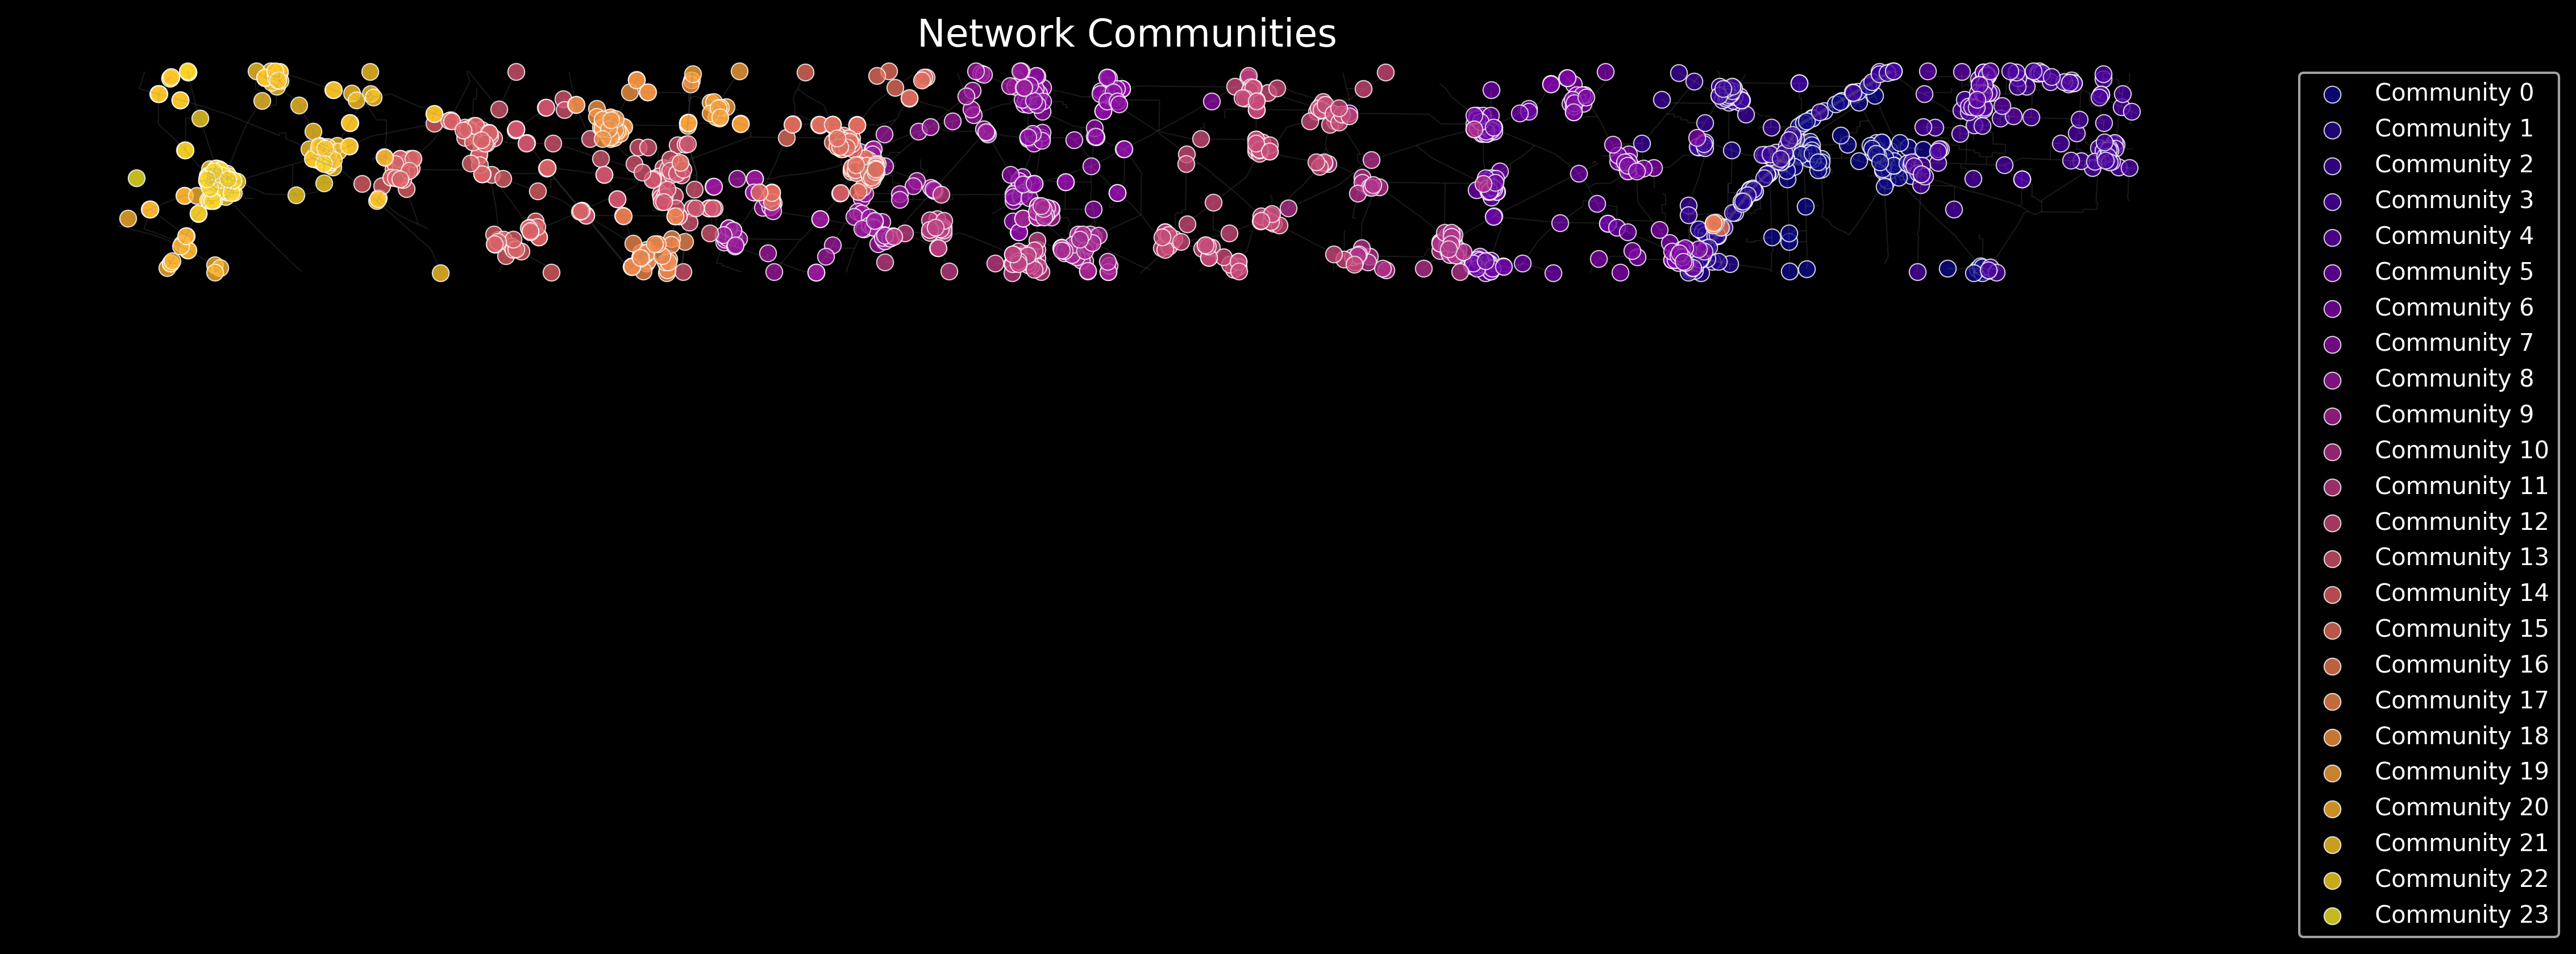 Network Communities
Community 0
Community 1
Community 2
Community 3
Community 4
Community 5
Community 6
Community 7
Community 8
Community 9
Community 10
Community 11
Community 12
Community 13
Community 14
Community 15
Community 16
Community 17
Community 18
Community 19
Community 20
Community 21
Community 22
Community 23